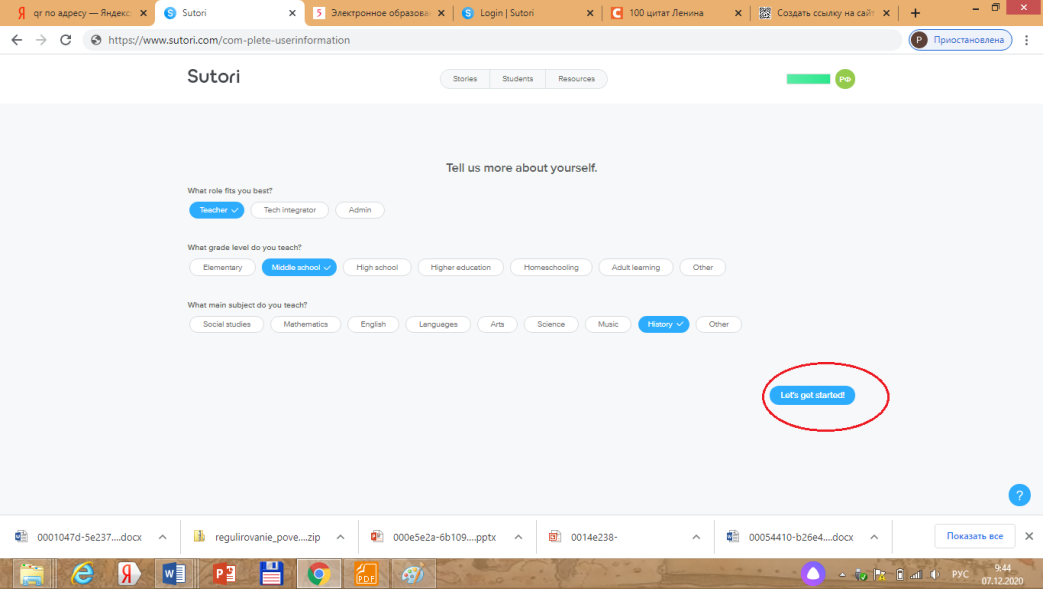 qr по адресу — Яндекс
Sutori
Электронное образова
Login | Sutori
100 цитат Ленина
Создать ссылку на сайт
https://www.sutori.com/com-plete-userinformation
P Приостановлена
Sutori
Stories Students Resources
РФ
Tell us more about yourself.
What role fits you best?
Teacher Tech integrator Admin
What grade level do you teach?
Elementary Middle school High school Higher education Homeschooling Adult learning Other
What main subject do you teach?
Social studies Mathematics English Languages Arts Science Music History Other
Let's get started!
?
0001047d-5e237....docx regulirovanie_pove....zip 000e5e2a-6b109....pptx 0014e238- 00054410-b26e4....docx Показать все
РУС
9:44
07.12.2020